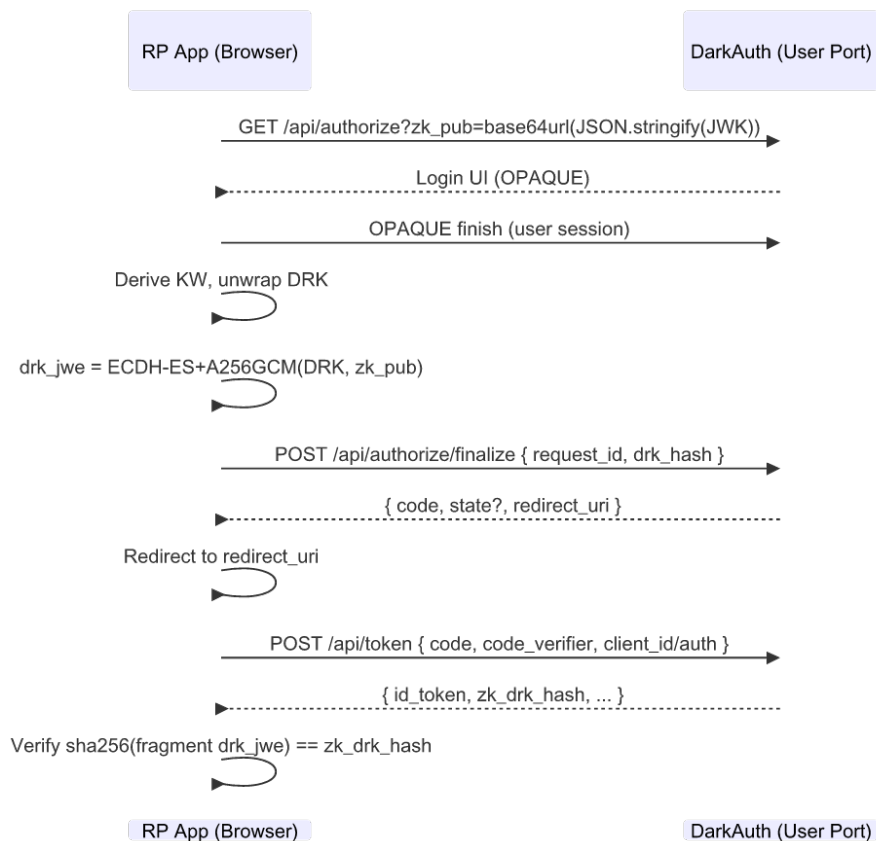 RP App (Browser)
DarkAuth (User Port)
GET /api/authorize?zk_pub=base64url(JSON.stringify(JWK))
Login UI (OPAQUE)
OPAQUE finish (user session)
Derive KW, unwrap DRK
drk_jwe = ECDH-ES+A256GCM(DRK, zk_pub)
POST /api/authorize/finalize { request_id, drk_hash }
{ code, state?, redirect_uri }
Redirect to redirect_uri
POST /api/token { code, code_verifier, client_id/auth }
{ id_token, zk_drk_hash, ... }
Verify sha256(fragment drk_jwe) == zk_drk_hash
RP App (Browser)
DarkAuth (User Port)